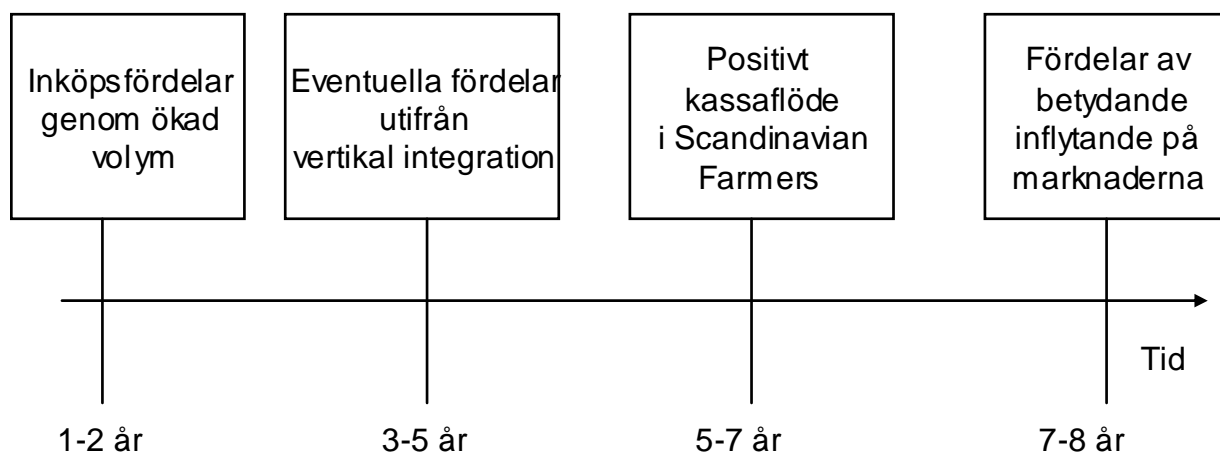 Inköpsfördelar
genom ökad
volym
Eventuella fördelar
utifrån
vertikal integration
Positivt
kassaflöde
i Scandinavian
Farmers
Fördelar av
betydande
inflytande på
marknaderna
Tid
1-2 år
3-5 år
5-7 år
7-8 år